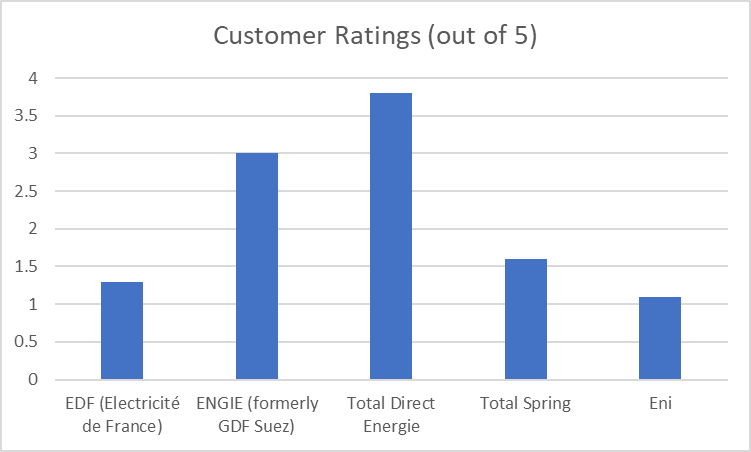 Customer Ratings (out of 5)
4
3.5
3
2.5
2
1.5
1
0.5
0
EDF (Electricité
de France)
ENGIE (formerly
GDF Suez)
Total Direct
Energie
Total Spring
Eni